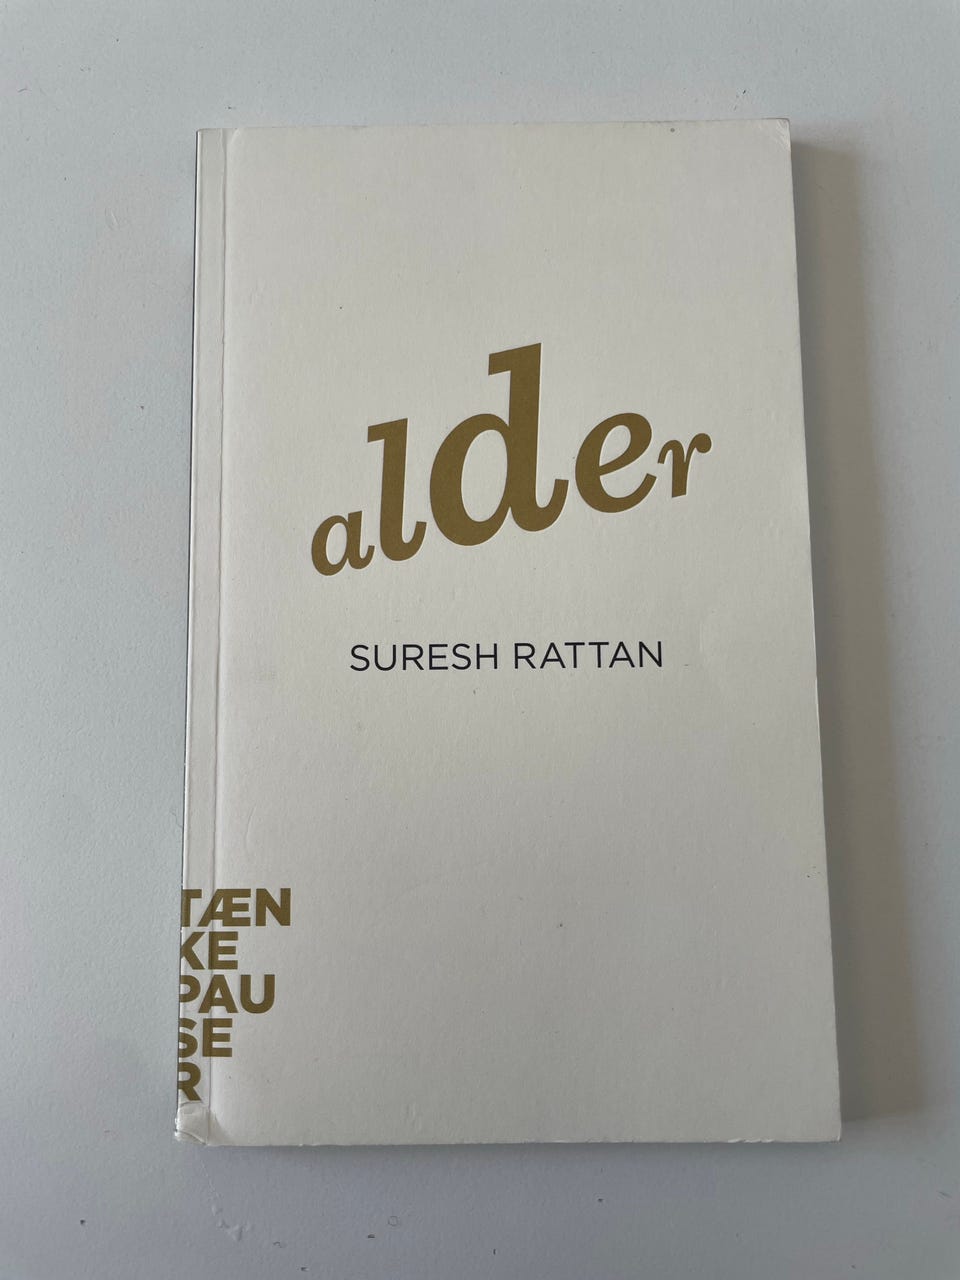 alder
SURESH RATTAN
TÆN
KE
PAU
SE
R